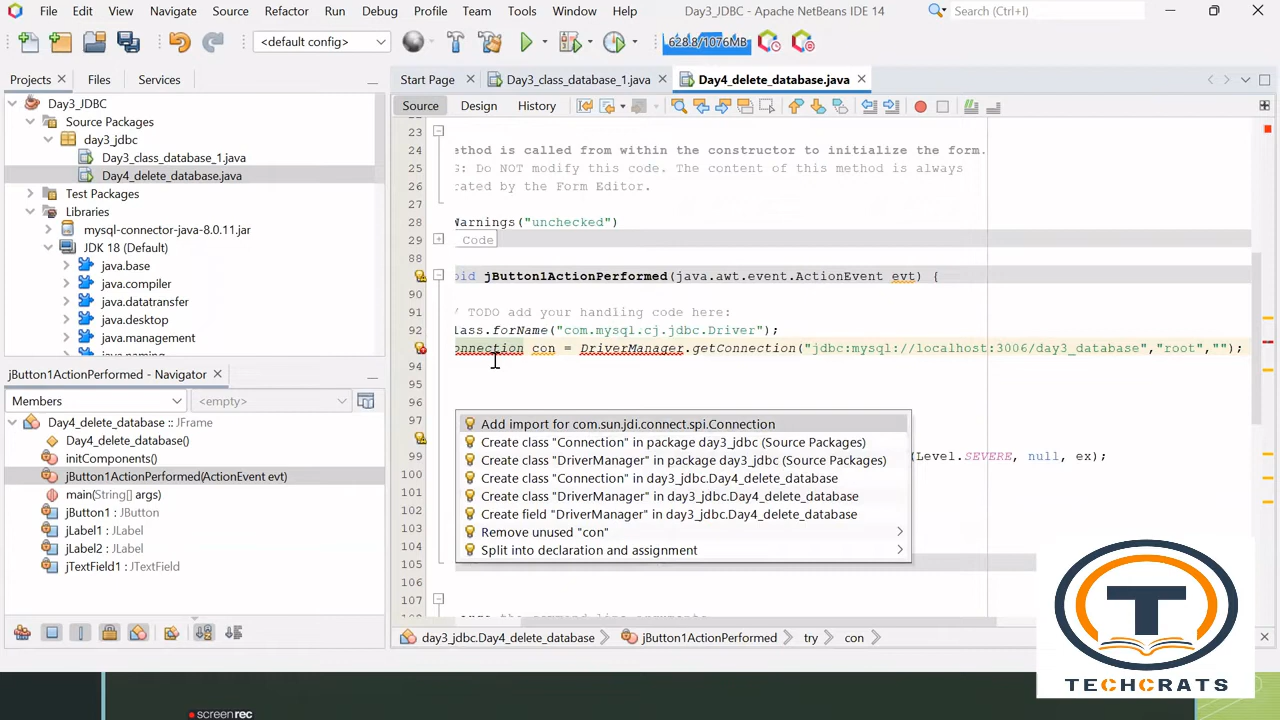 File Edit View Navigate Source Refactor Run Debug Profile Team Tools Window Help Day3_JDBC - Apache NetBeans IDE 14 Search (Ctrl+I)
<default config> 628.8/1076MB
Projects Files Services Start Page Day3_class_database_1.java Day4_delete_database.java
Source Design History
Day3_JDBC
Source Packages
day3_jdbc
Day3_class_database_1.java
Day4_delete_database.java
Test Packages
Libraries
mysql-connector-java-8.0.11.jar
JDK 18 (Default)
java.base
java.compiler
java.datatransfer
java.desktop
java.management
jButton1ActionPerformed - Navigator
Members <empty>
Day4_delete_database :: JFrame
Day4_delete_database()
initComponents()
jButton1ActionPerformed(ActionEvent evt)
main(String[] args)
jButton1 : JButton
jLabel1 : JLabel
jLabel2 : JLabel
jTextField1 : JTextField
23
24 ethod is called from within the constructor to initialize the form.
25 G: Do NOT modify this code. The content of this method is always
26 rated by the Form Editor.
27
28 Warnings("unchecked")
29 Code
88
oid jButton1ActionPerformed(java.awt.event.ActionEvent evt) {
90
91 / TODO add your handling code here:
92 lass.forName("com.mysql.cj.jdbc.Driver");
onnection con = DriverManager.getConnection("jdbc:mysql://localhost:3006/day3_database","root","");
94
95
96
97 Add import for com.sun.jdi.connect.spi.Connection
Create class "Connection" in package day3_jdbc (Source Packages)
99 Create class "DriverManager" in package day3_jdbc (Source Packages) (Level.SEVERE, null, ex);
100 Create class "Connection" in day3_jdbc.Day4_delete_database
101 Create class "DriverManager" in day3_jdbc.Day4_delete_database
102 Create field "DriverManager" in day3_jdbc.Day4_delete_database
103 Remove unused "con"
104 Split into declaration and assignment
105
106
107
day3_jdbc.Day4_delete_database jButton1ActionPerformed try con
T
TECHCRATS
screenrec